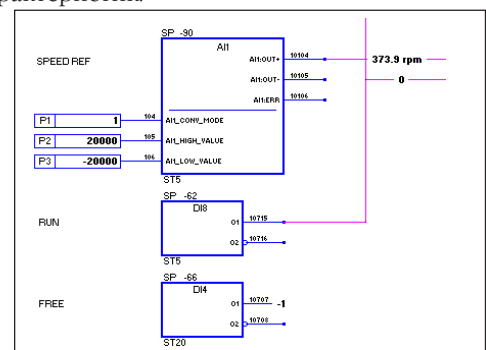 рактеристик.
SP -90
AI1
SPEED REF
AI1:OUT+ 10104 373.9 rpm
AI1:OUT- 10105 0
AI1:ERR 10106
P1 1 104 AI1_CONV_MODE
P2 20000 105 AI1_HIGH_VALUE
P3 -20000 106 AI1_LOW_VALUE
ST5
SP -62
DI8
RUN
O1 10715
O2 10716
ST5
SP -66
DI4
FREE
O1 10707 -1
O2 10708
ST20